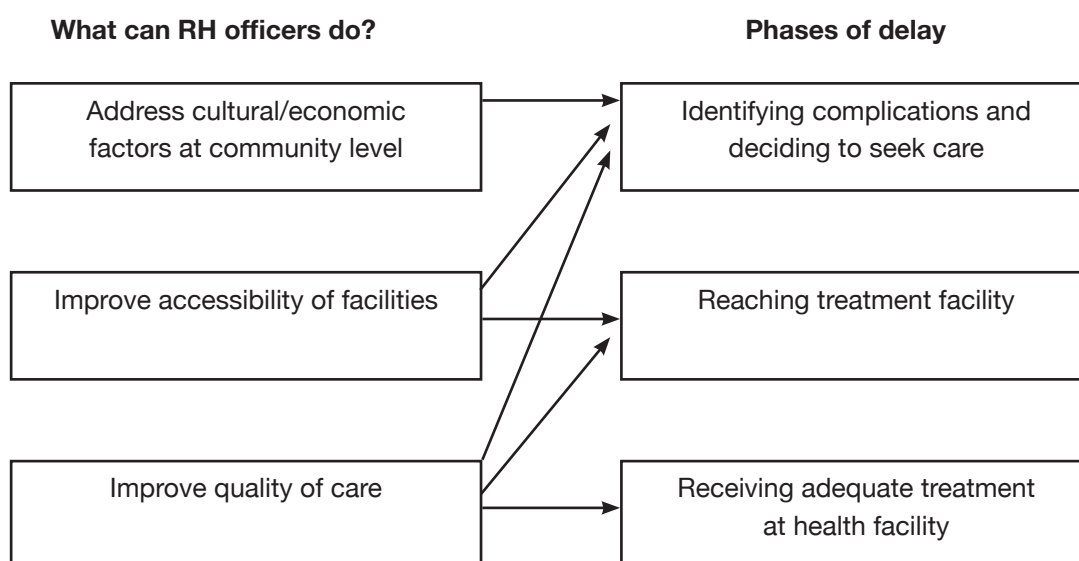 What can RH officers do?
Phases of delay
Address cultural/economic
factors at community level
Identifying complications and
deciding to seek care
Improve accessibility of facilities
Reaching treatment facility
Improve quality of care
Receiving adequate treatment
at health facility